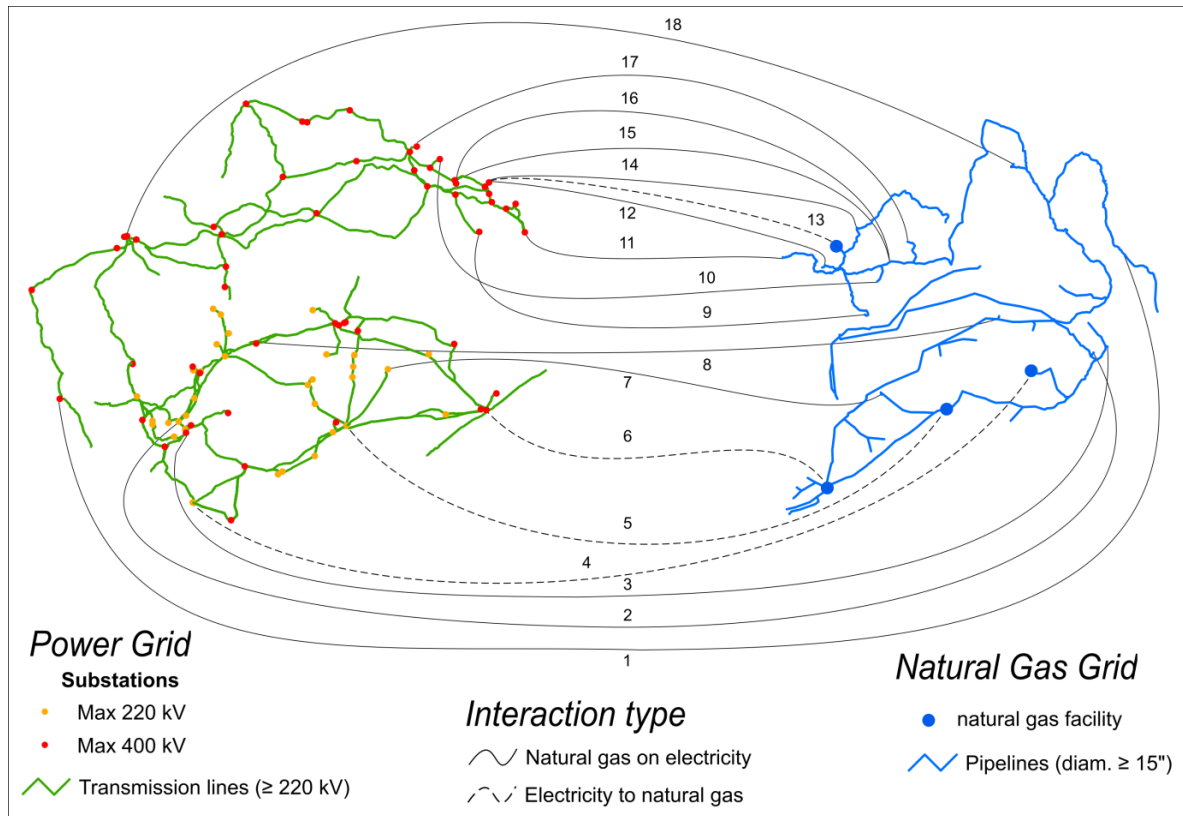 18
17
16
15
14
12
13
11
10
9
8
7
6
5
4
3
2
1
Power Grid
Substations
Max 220 kV
Max 400 kV
Transmission lines (≥ 220 kV)
Interaction type
Natural gas on electricity
Electricity to natural gas
Natural Gas Grid
natural gas facility
Pipelines (diam. ≥ 15")